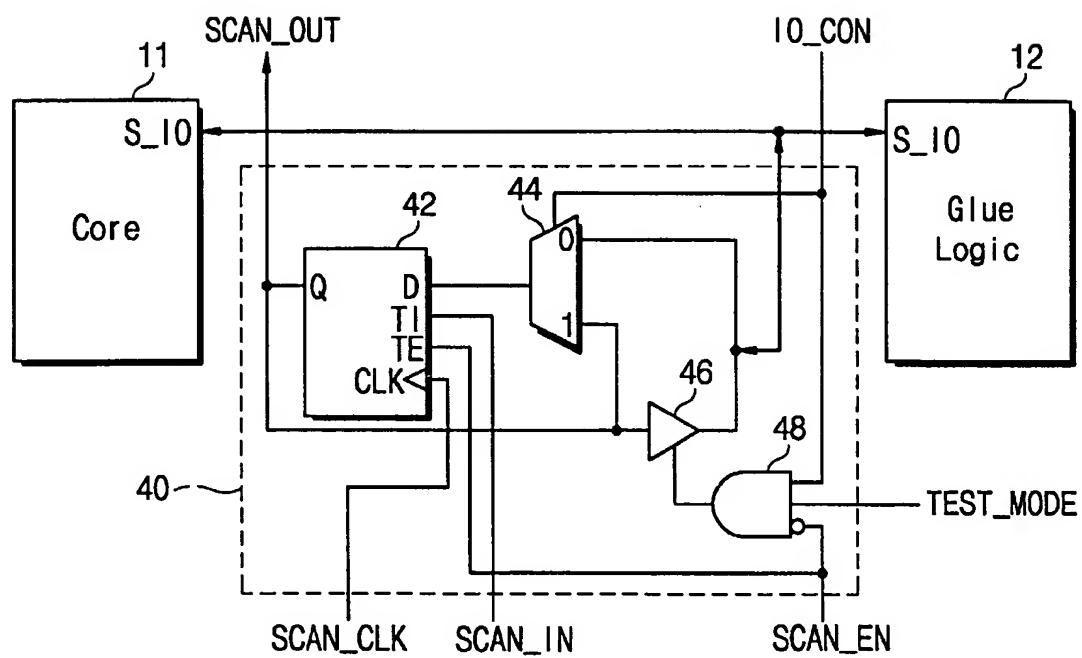 SCAN_OUT
IO_CON
11
12
S_IO
S_IO
Core
Glue
Logic
42
44
0
Q
D
TI
1
TE
46
CLK
48
40
TEST_MODE
SCAN_CLK
SCAN_IN
SCAN_EN